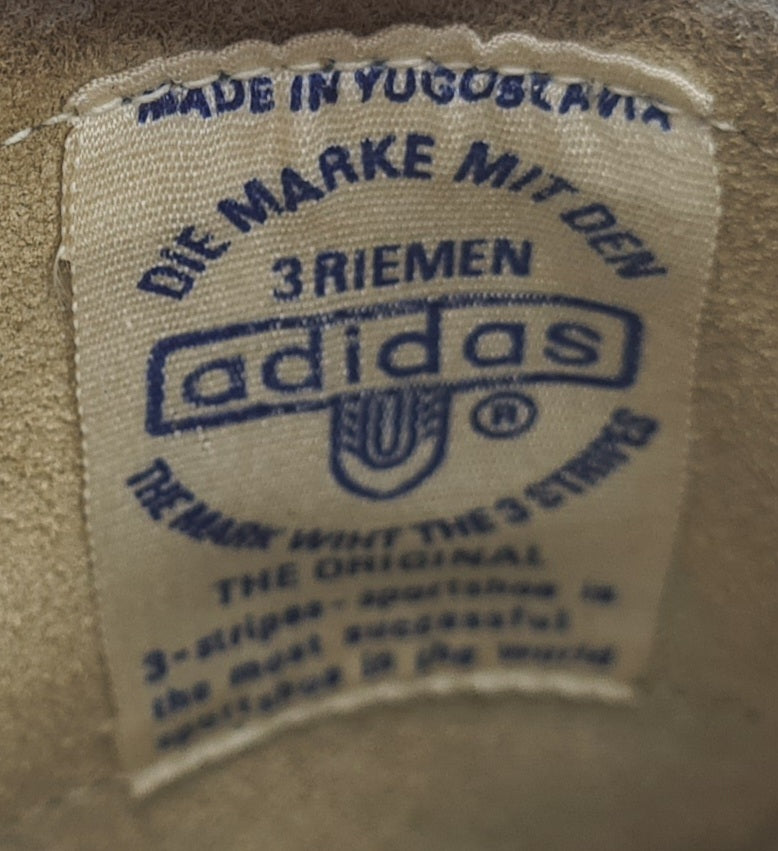 MADE IN YUGOSLAVIA
DIE MARKE MIT DEN
3 RIEMEN
adidas
®
THE MARK WIHT THE 3 STRIPES
THE ORIGINAL
3-stripes-sportshoe is
the most successful
sportshoe in the world